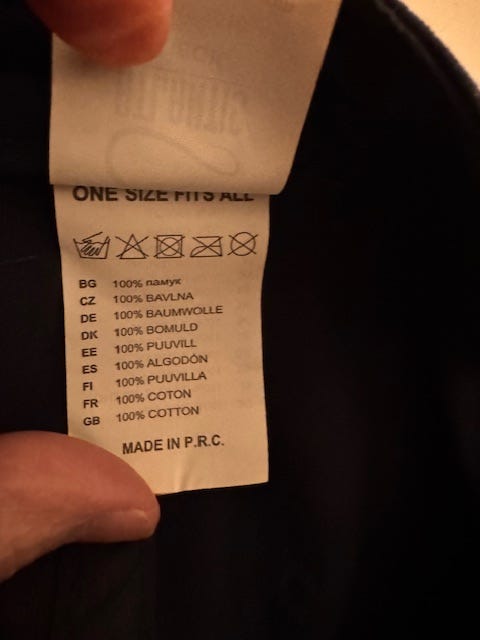 ONE SIZE FITS ALL
BG 100% памук
CZ 100% BAVLNA
DE 100% BAUMWOLLE
DK 100% BOMULD
EE 100% PUUVILL
ES 100% ALGODÓN
FI 100% PUUVILLA
FR 100% COTON
GB 100% COTTON
MADE IN P.R.C.